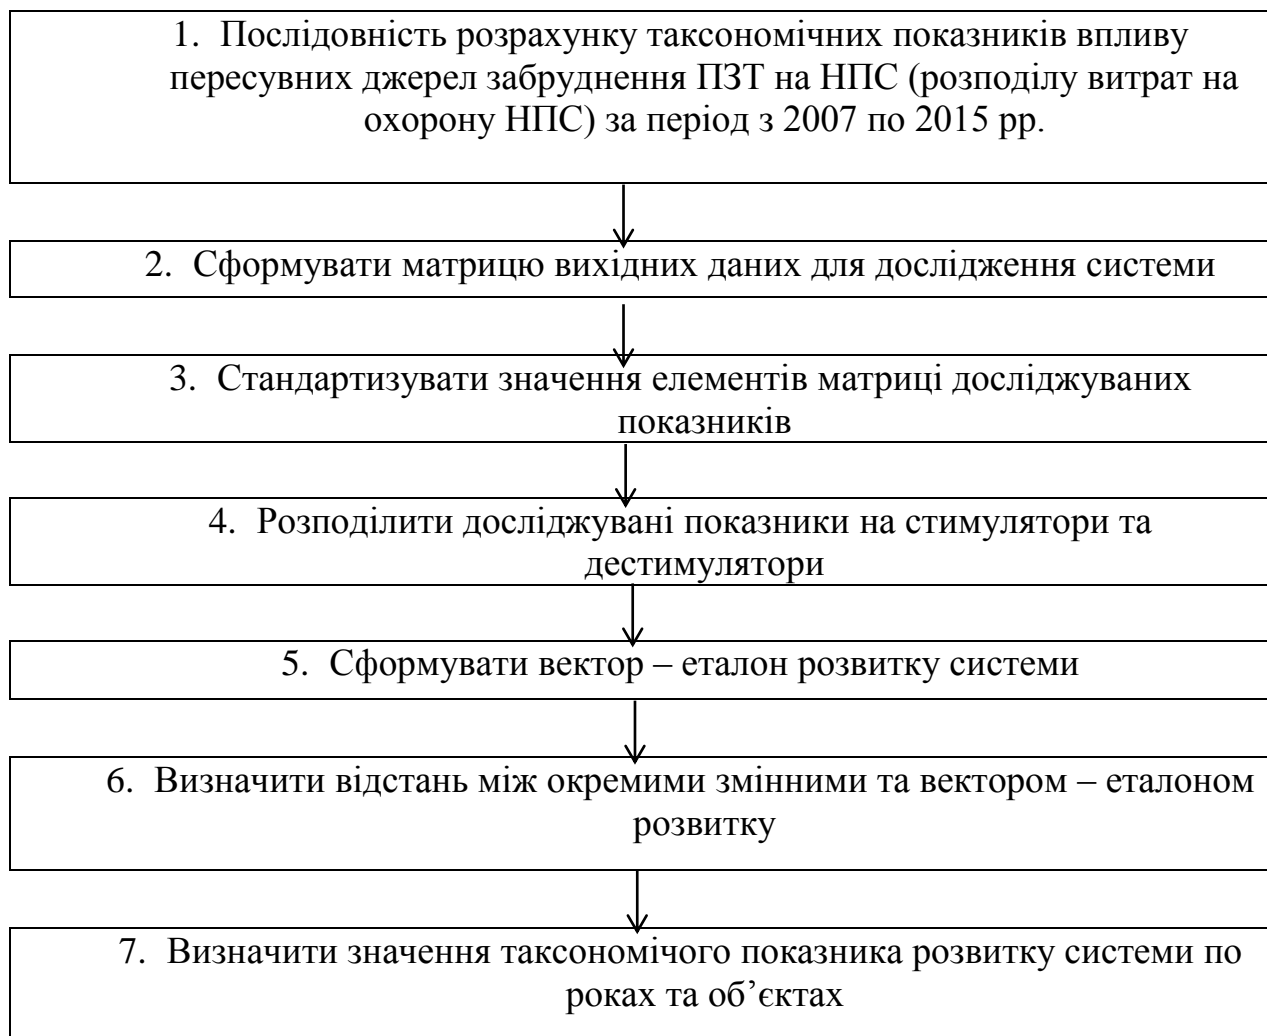 1. Послідовність розрахунку таксономічних показників впливу
пересувних джерел забруднення ПЗТ на НПС (розподілу витрат на
охорону НПС) за період з 2007 по 2015 рр.
2. Сформувати матрицю вихідних даних для дослідження системи
3. Стандартизувати значення елементів матриці досліджуваних
показників
4. Розподілити досліджувані показники на стимулятори та
дестимулятори
5. Сформувати вектор – еталон розвитку системи
6. Визначити відстань між окремими змінними та вектором – еталоном
розвитку
7. Визначити значення таксономічого показника розвитку системи по
роках та об’єктах